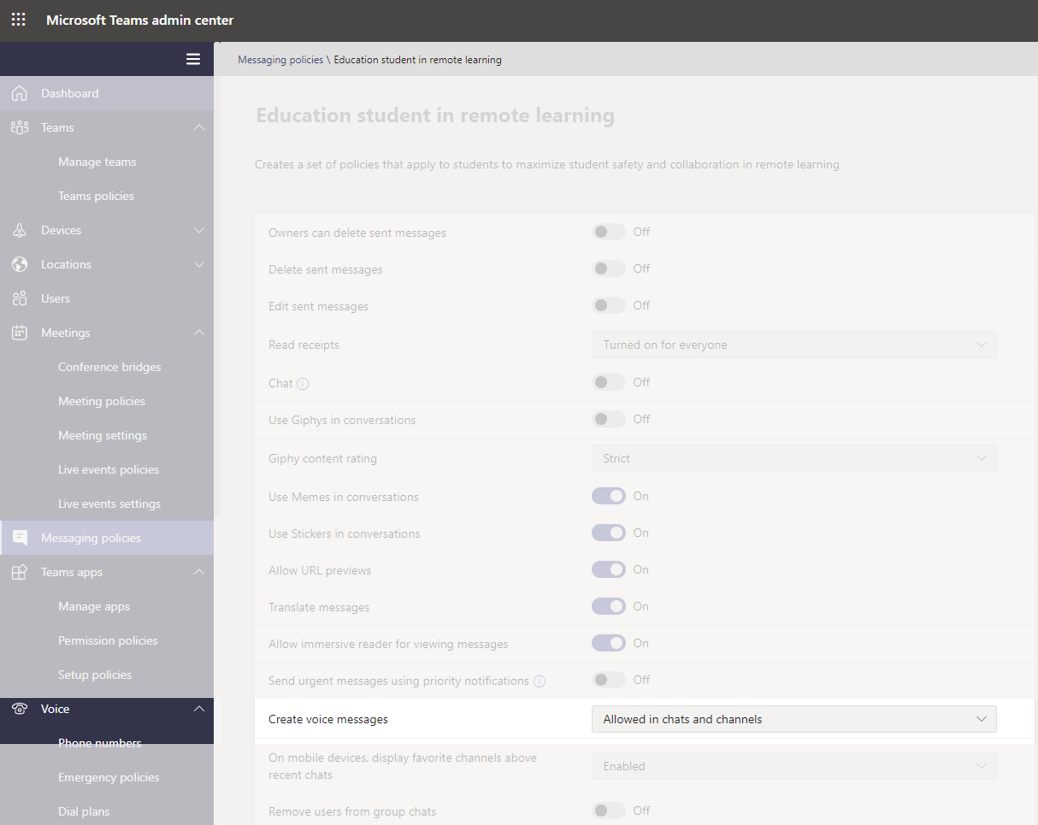 Microsoft Teams admin center
Messaging policies \ Education student in remote learning
Dashboard
Teams
Manage teams
Teams policies
Devices
Locations
Users
Meetings
Conference bridges
Meeting policies
Meeting settings
Live events policies
Live events settings
Messaging policies
Teams apps
Manage apps
Permission policies
Setup policies
Voice
Phone numbers
Emergency policies
Dial plans
Education student in remote learning
Creates a set of policies that apply to students to maximize student safety and collaboration in remote learning
Owners can delete sent messages Off
Delete sent messages Off
Edit sent messages Off
Read receipts Turned on for everyone
Chat Off
Use Giphys in conversations Off
Giphy content rating Strict
Use Memes in conversations On
Use Stickers in conversations On
Allow URL previews On
Translate messages On
Allow immersive reader for viewing messages On
Send urgent messages using priority notifications Off
Create voice messages Allowed in chats and channels
On mobile devices, display favorite channels above
recent chats Enabled
Remove users from group chats Off